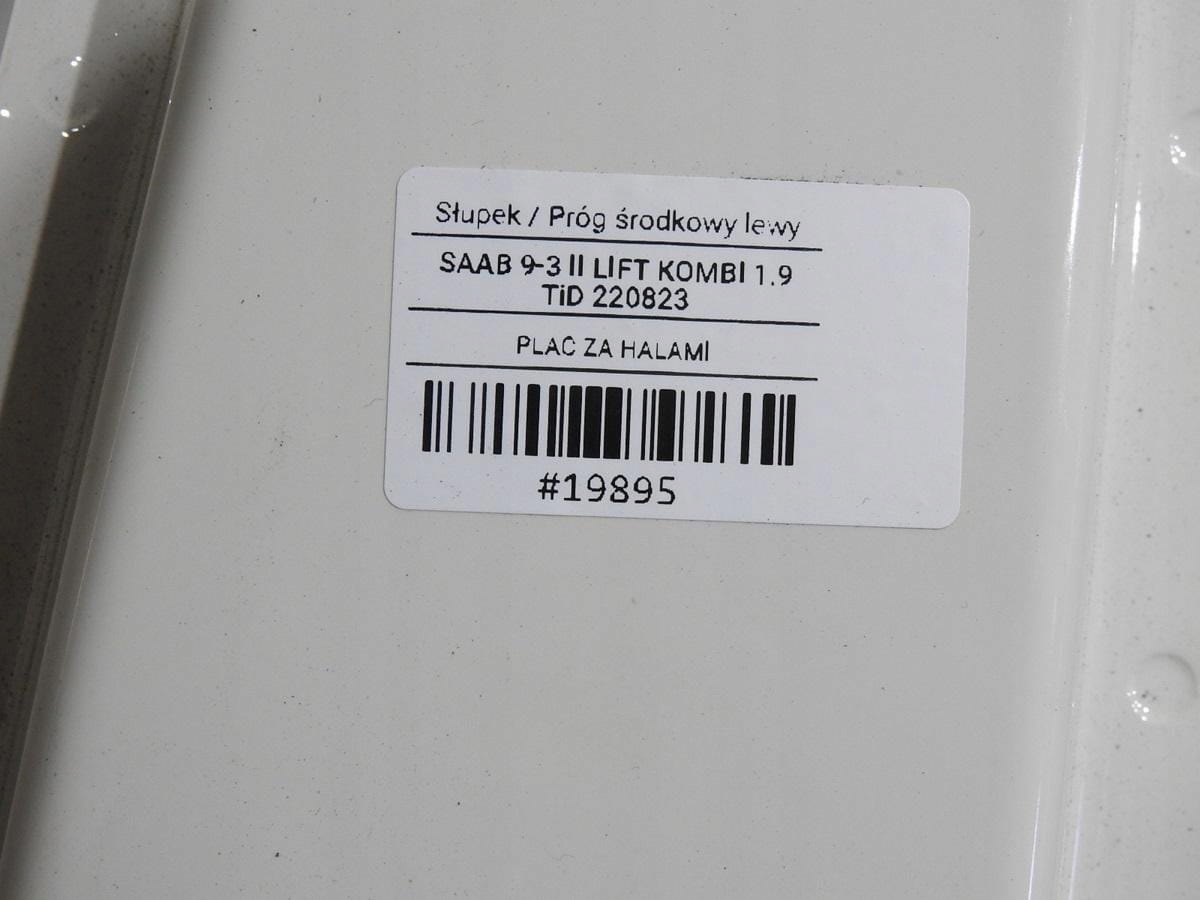 Słupek / Próg środkowy lewy
SAAB 9-3 II LIFT KOMBI 1.9
TiD 220823
PLAC ZA HALAMI
#19895